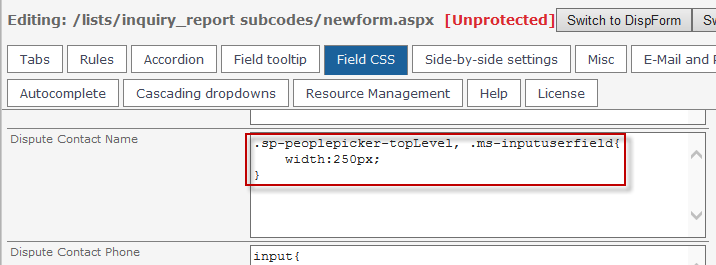 Editing: /lists/inquiry_report subcodes/newform.aspx [Unprotected] Switch to DispForm
Tabs Rules Accordion Field tooltip Field CSS Side-by-side settings Misc E-Mail and
Autocomplete Cascading dropdowns Resource Management Help License
Dispute Contact Name
.sp-peoplepicker-topLevel, .ms-inputuserfield{
width:250px;
}
Dispute Contact Phone
input{